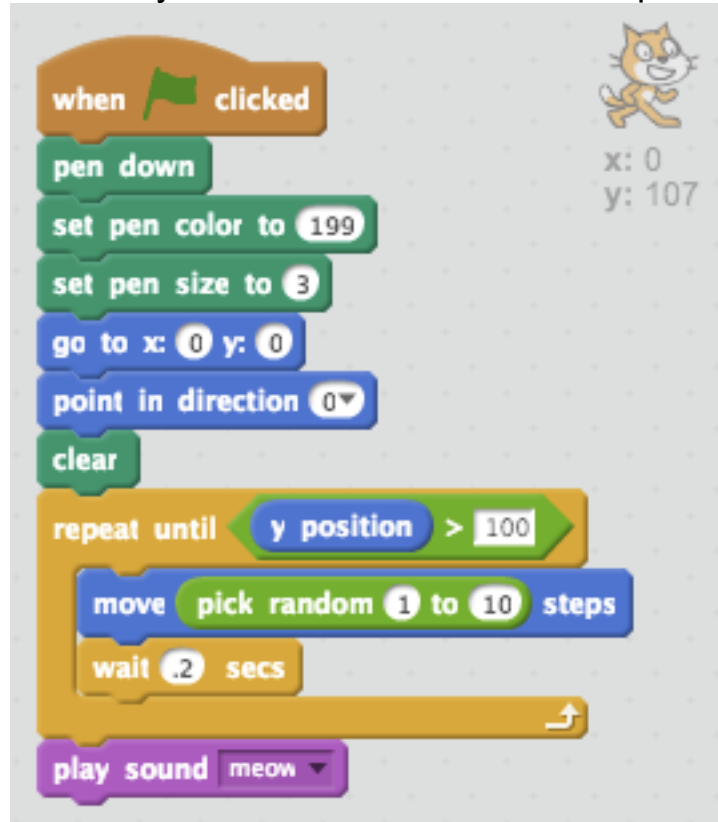 when clicked
pen down
x: 0
y: 107
set pen color to 199
set pen size to 3
go to x: 0 y: 0
point in direction 0
clear
repeat until y position > 100
move pick random 1 to 10 steps
wait .2 secs
play sound meow